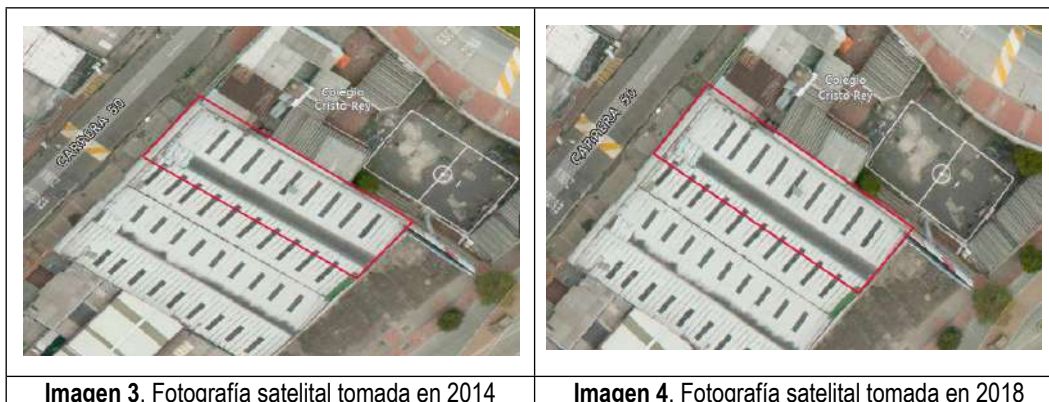 CARRERA 50
Colegio
Cristo Rey
CARRERA 50
Colegio
Cristo Rey
Imagen 3. Fotografía satelital tomada en 2014
Imagen 4. Fotografía satelital tomada en 2018